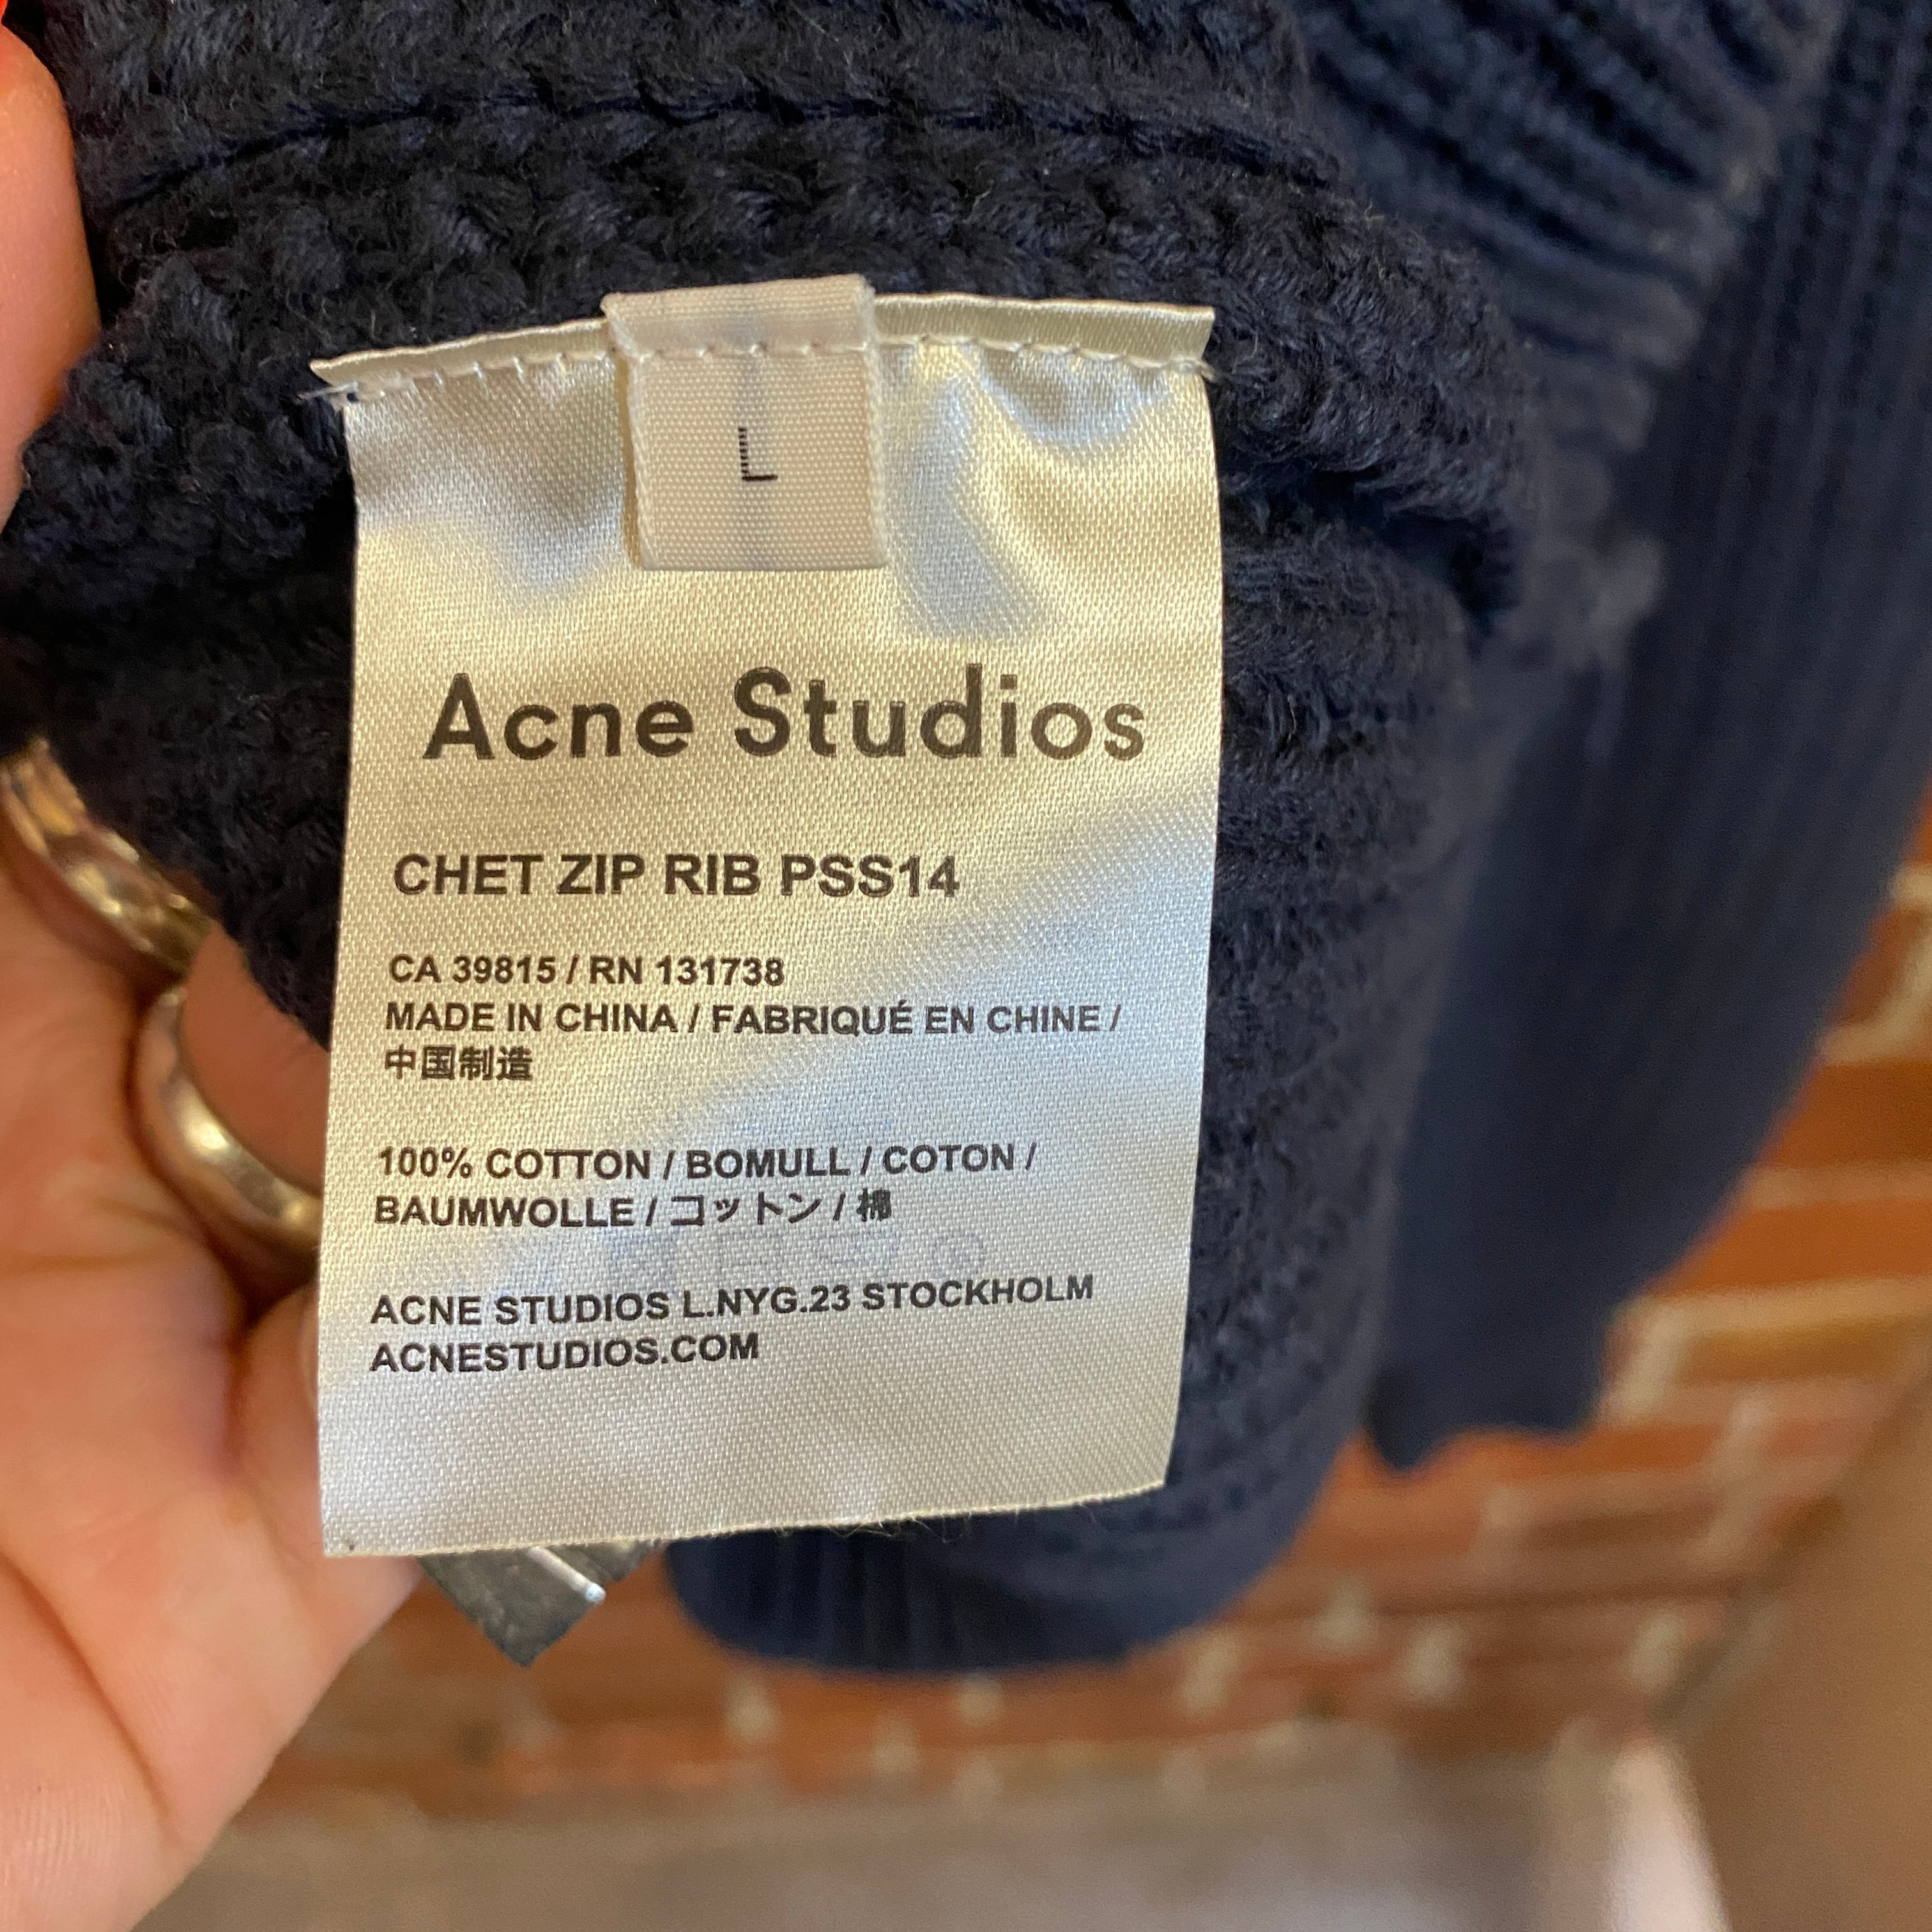 L
Acne Studios
CHET ZIP RIB PSS14
CA 39815 / RN 131738
MADE IN CHINA / FABRIQUÉ EN CHINE /
中国制造
100% COTTON / BOMULL / COTON /
BAUMWOLLE / コットン / 棉
ACNE STUDIOS L.NYG.23 STOCKHOLM
ACNESTUDIOS.COM